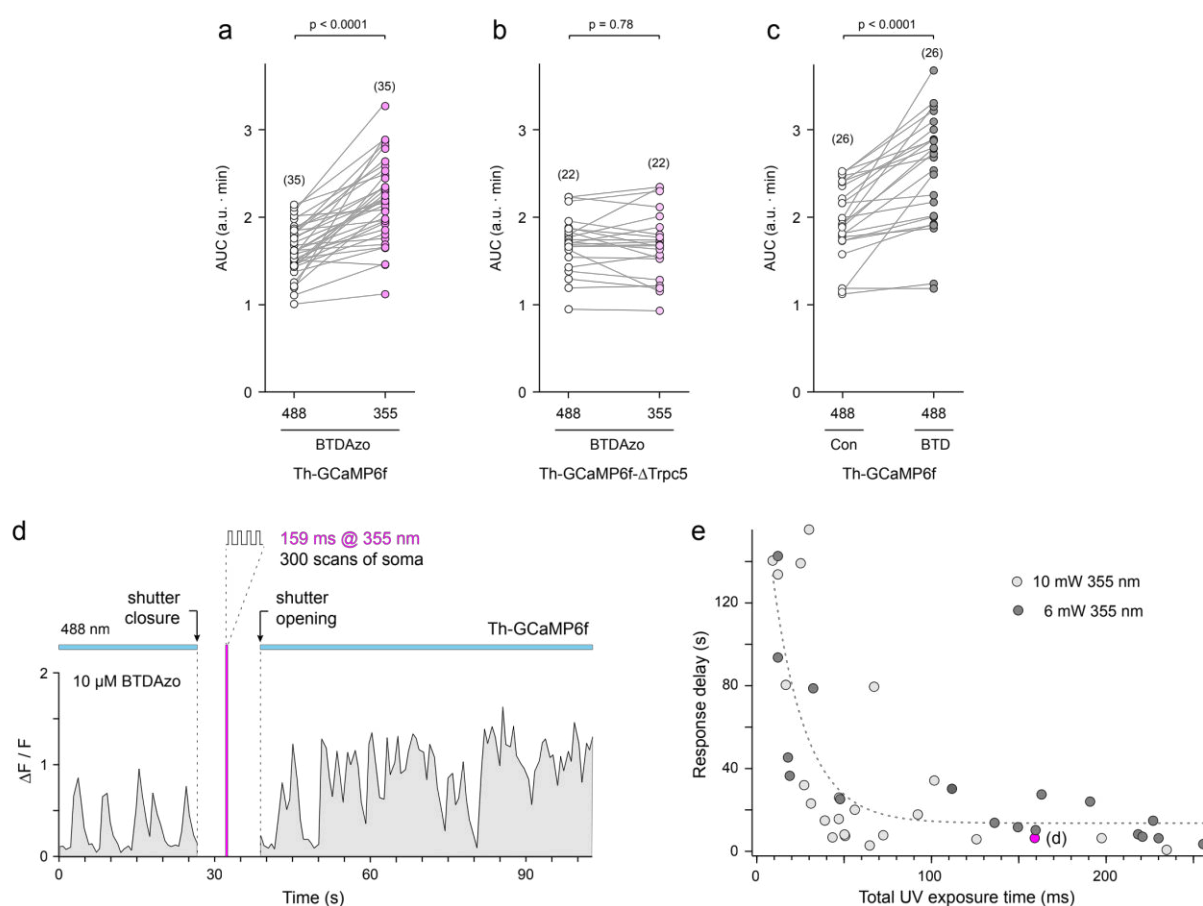 a
p < 0.0001
b
p = 0.78
c
p < 0.0001
(35)
(35)
3
2
1
0
AUC (a.u. · min)
488
355
BTDAzo
Th-GCaMP6f
(22)
(22)
3
2
1
0
AUC (a.u. · min)
488
355
BTDAzo
Th-GCaMP6f-ΔTrpc5
(26)
(26)
3
2
1
0
AUC (a.u. · min)
488
488
Con
BTD
Th-GCaMP6f
d
159 ms @ 355 nm
300 scans of soma
shutter
closure
shutter
opening
488 nm
Th-GCaMP6f
10 µM BTDAzo
2
1
0
ΔF / F
0
30
60
90
Time (s)
e
10 mW 355 nm
6 mW 355 nm
120
80
40
0
Response delay (s)
(d)
0
100
200
Total UV exposure time (ms)